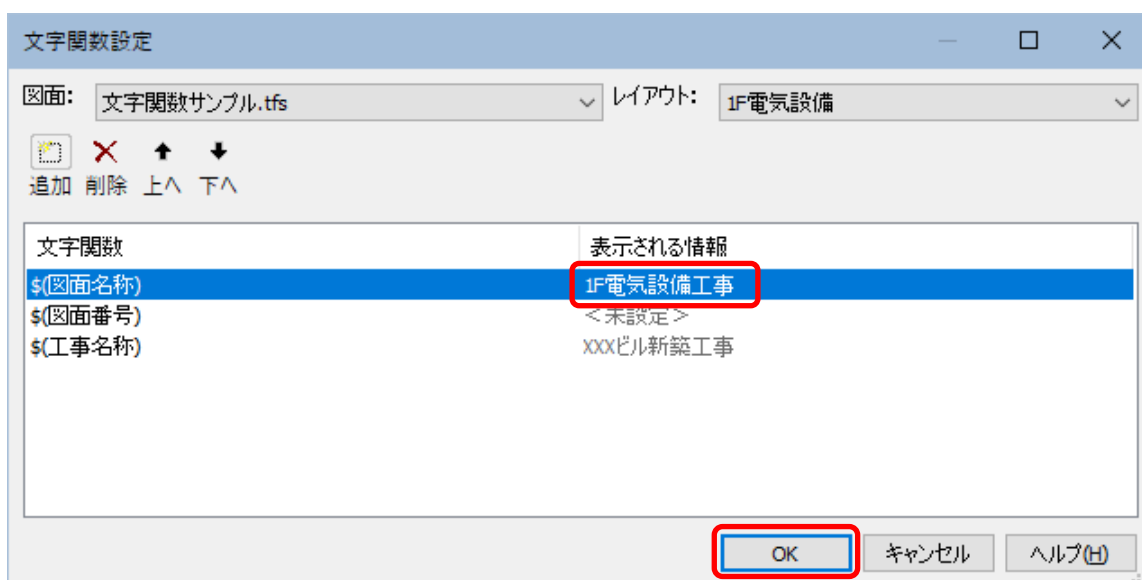 文字関数設定
図面: 文字関数サンプル.tfs レイアウト: 1F電気設備
追加 削除 上へ 下へ
文字関数 表示される情報
$(図面名称) 1F電気設備工事
$(図面番号) <未設定>
$(工事名称) XXXビル新築工事
OK キャンセル ヘルプ(H)